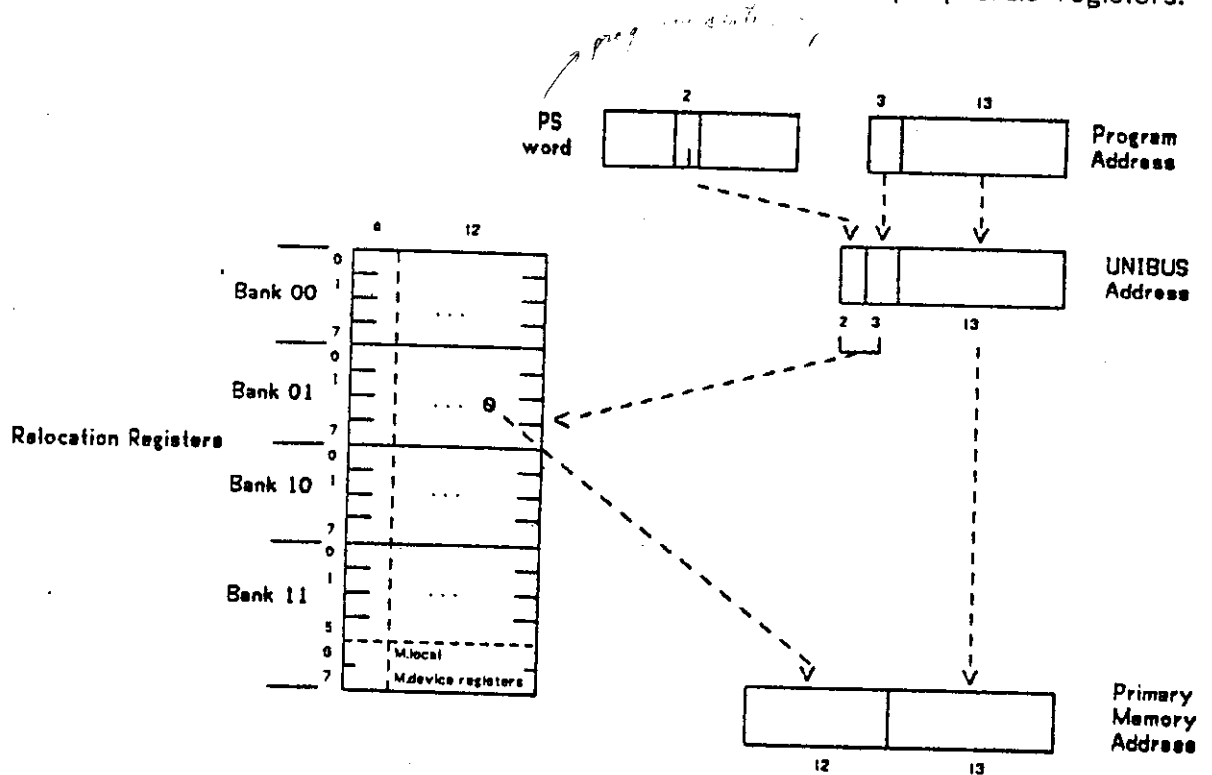 registers.
prog
2
3 13
PS
word
Program
Address
12
UNIBUS
Address
2 3 13
Relocation Registers
Bank 00
0
1
7
...
Bank 01
0
1
7
... 0
Bank 10
0
1
7
...
Bank 11
0
1
5
6
7
...
M.local
M.device registers
Primary
Memory
Address
12 13